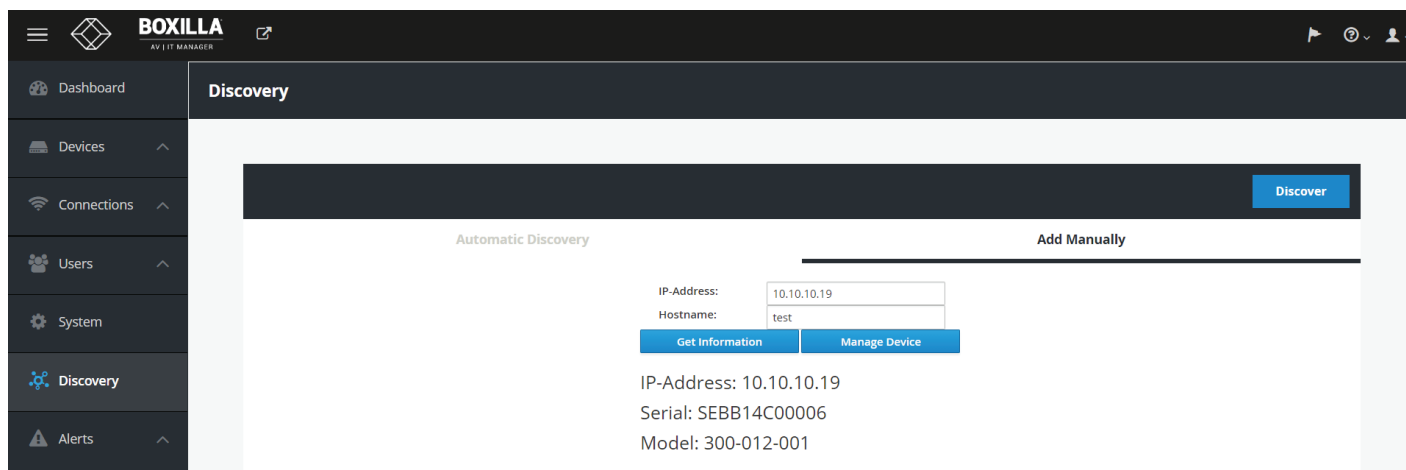 BOXILLA
AV | IT MANAGER
Dashboard
Discovery
Devices
Discover
Connections
Automatic Discovery
Add Manually
Users
IP-Address:
10.10.10.19
Hostname:
test
System
Get Information
Manage Device
Discovery
IP-Address: 10.10.10.19
Serial: SEBB14C00006
Model: 300-012-001
Alerts